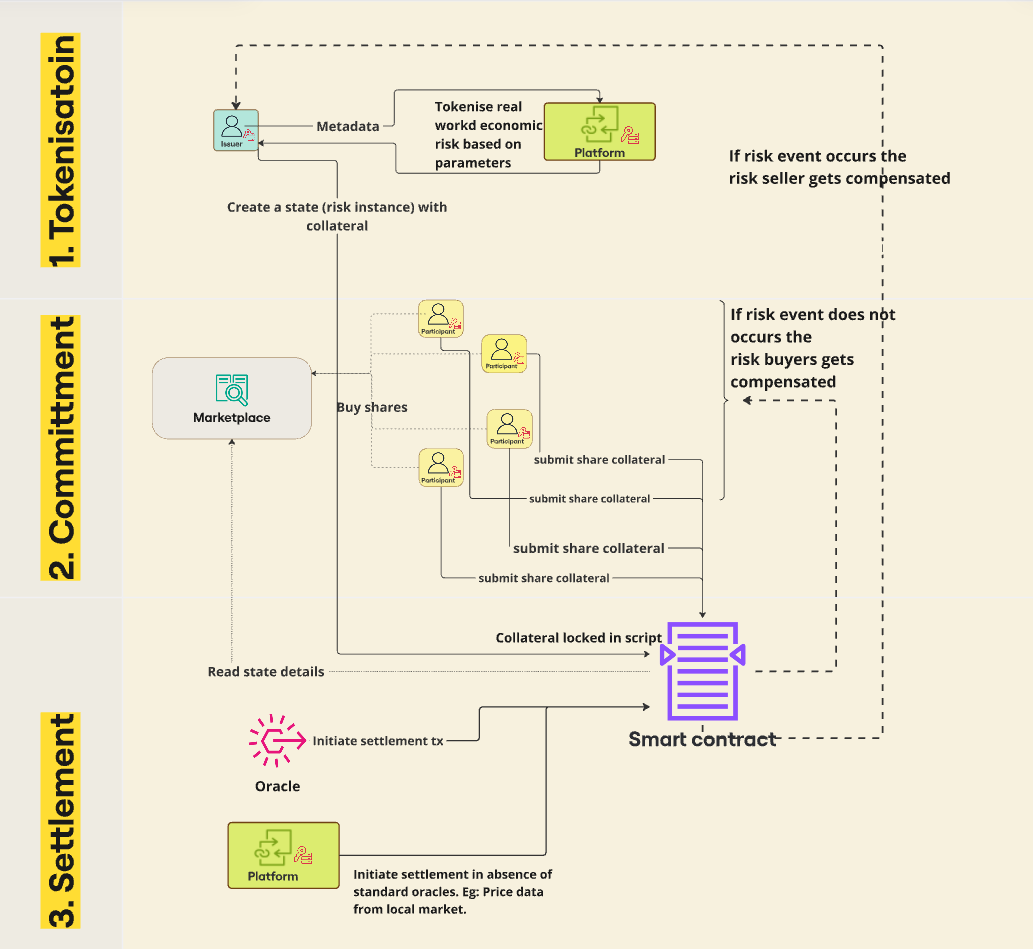 1. Tokenisatoin
Issuer
Metadata
Tokenise real
workd economic
risk based on
parameters
Platform
If risk event occurs the
risk seller gets compensated
Create a state (risk instance) with
collateral
2. Committment
Participant
Participant
Participant
Participant
Marketplace
Buy shares
If risk event does not
occurs the
risk buyers gets
compensated
submit share collateral
submit share collateral
submit share collateral
submit share collateral
Collateral locked in script
Read state details
Smart contract
3. Settlement
Initiate settlement tx
Oracle
Platform
Initiate settlement in absence of
standard oracles. Eg: Price data
from local market.